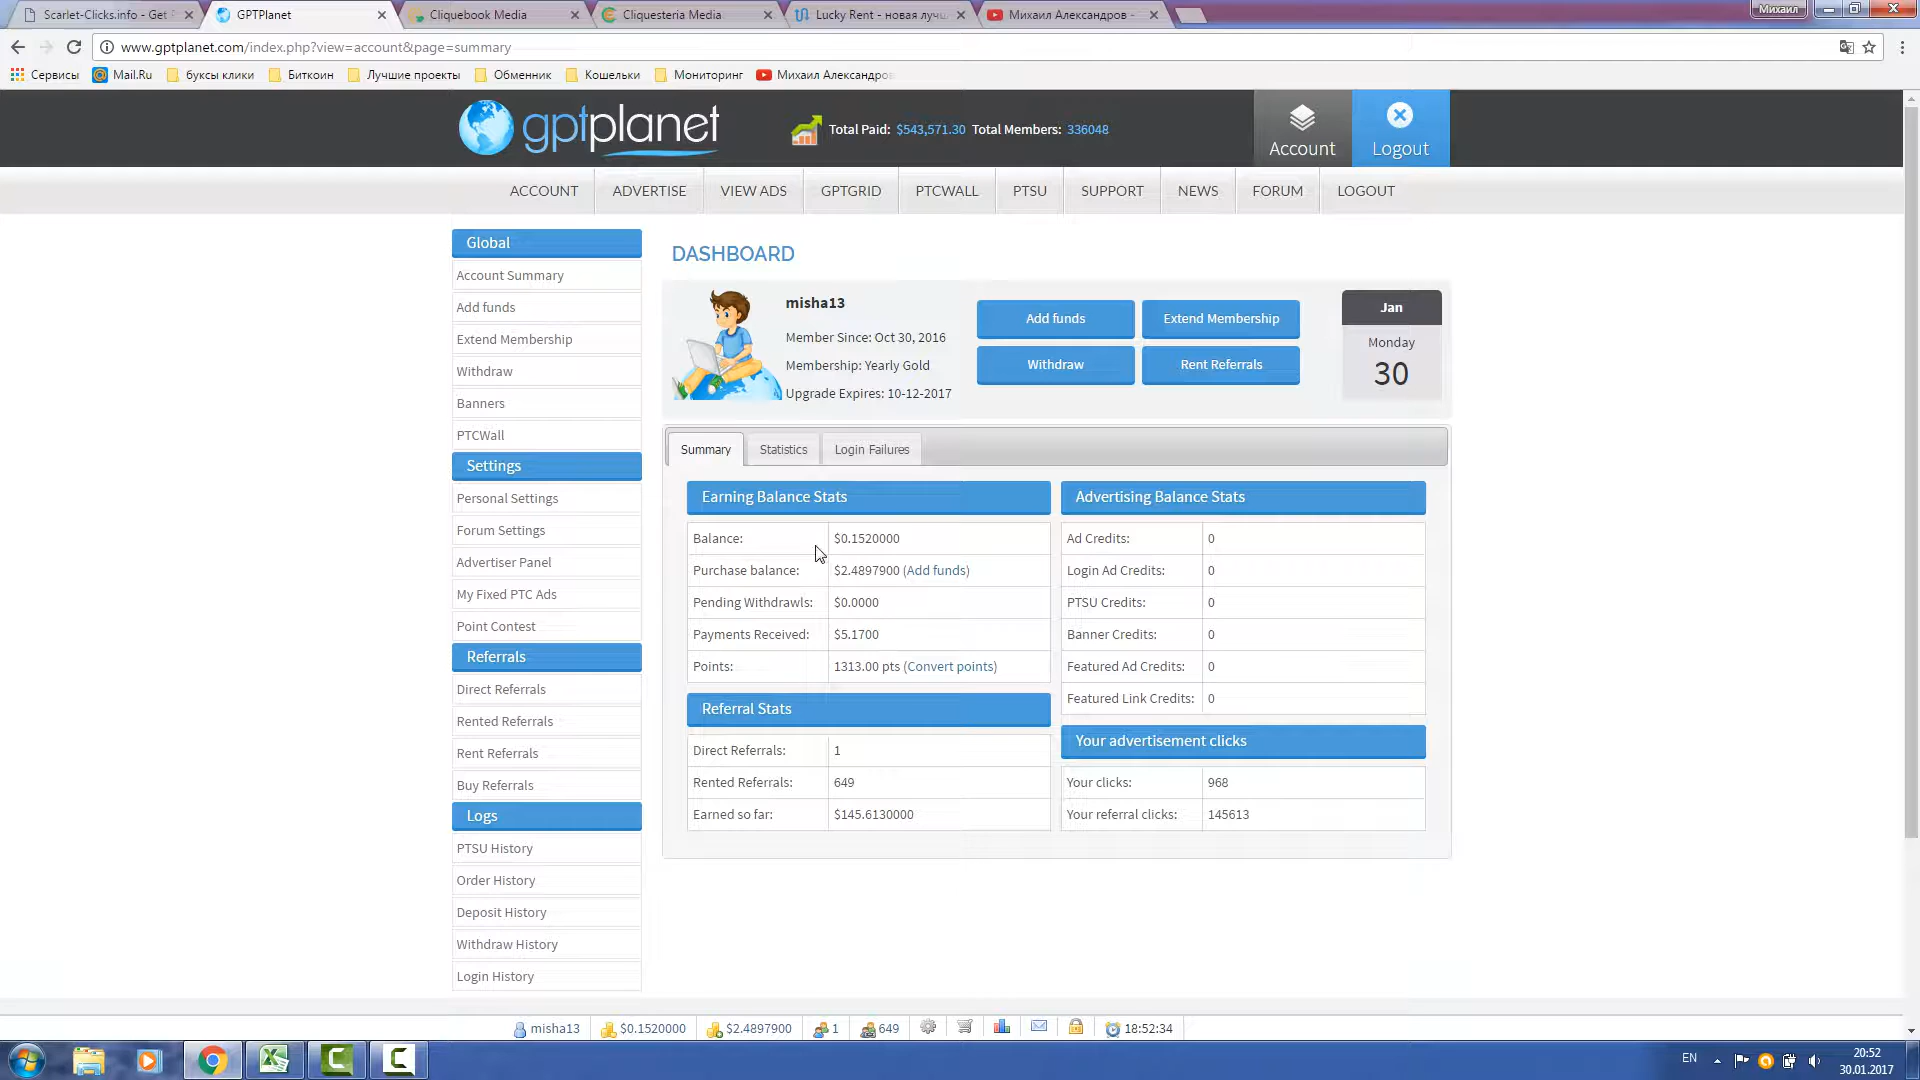 Scarlet-Clicks.info - Get
GPTPlanet
Cliquebook Media
Cliquesteria Media
Lucky Rent - новая лучш
Михаил Александров -
Михаил
www.gptplanet.com/index.php?view=account&page=summary
Сервисы
Mail.Ru
буксы клики
Биткоин
Лучшие проекты
Обменник
Кошельки
Мониторинг
Михаил Александров
gptplanet
Total Paid: $543,571.30 Total Members: 336048
Account
Logout
ACCOUNT
ADVERTISE
VIEW ADS
GPTGRID
PTCWALL
PTSU
SUPPORT
NEWS
FORUM
LOGOUT
Global
Account Summary
Add funds
Extend Membership
Withdraw
Banners
PTCWall
Settings
Personal Settings
Forum Settings
Advertiser Panel
My Fixed PTC Ads
Point Contest
Referrals
Direct Referrals
Rented Referrals
Rent Referrals
Buy Referrals
Logs
PTSU History
Order History
Deposit History
Withdraw History
Login History
DASHBOARD
misha13
Member Since: Oct 30, 2016
Membership: Yearly Gold
Upgrade Expires: 10-12-2017
Add funds
Extend Membership
Withdraw
Rent Referrals
Jan
Monday
30
Summary
Statistics
Login Failures
Earning Balance Stats
Balance: $0.1520000
Purchase balance: $2.4897900 (Add funds)
Pending Withdrawls: $0.0000
Payments Received: $5.1700
Points: 1313.00 pts (Convert points)
Referral Stats
Direct Referrals: 1
Rented Referrals: 649
Earned so far: $145.6130000
Advertising Balance Stats
Ad Credits: 0
Login Ad Credits: 0
PTSU Credits: 0
Banner Credits: 0
Featured Ad Credits: 0
Featured Link Credits: 0
Your advertisement clicks
Your clicks: 968
Your referral clicks: 145613
misha13
$0.1520000
$2.4897900
1
649
18:52:34
EN
20:52
30.01.2017